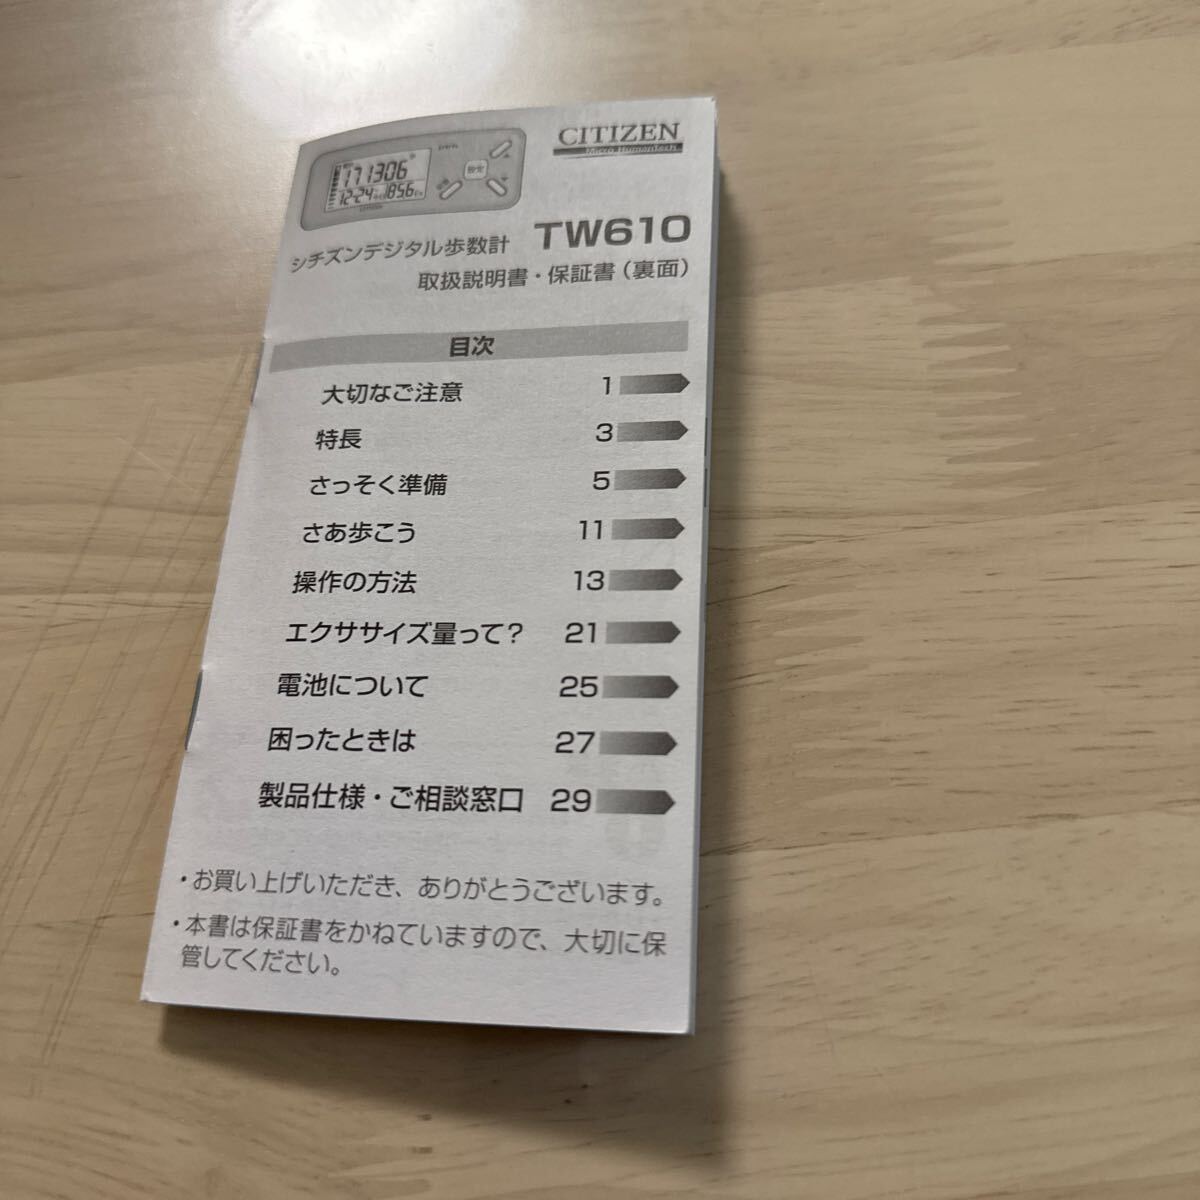 CITIZEN
Micro HumanTech
171306
12-24
185.6
設定
シチズンデジタル歩数計 TW610
取扱説明書・保証書（裏面）
目次
大切なご注意 1
特長 3
さっそく準備 5
さあ歩こう 11
操作の方法 13
エクササイズ量って？ 21
電池について 25
困ったときは 27
製品仕様・ご相談窓口 29
・お買い上げいただき、ありがとうございます。
・本書は保証書をかねていますので、大切に保
管してください。